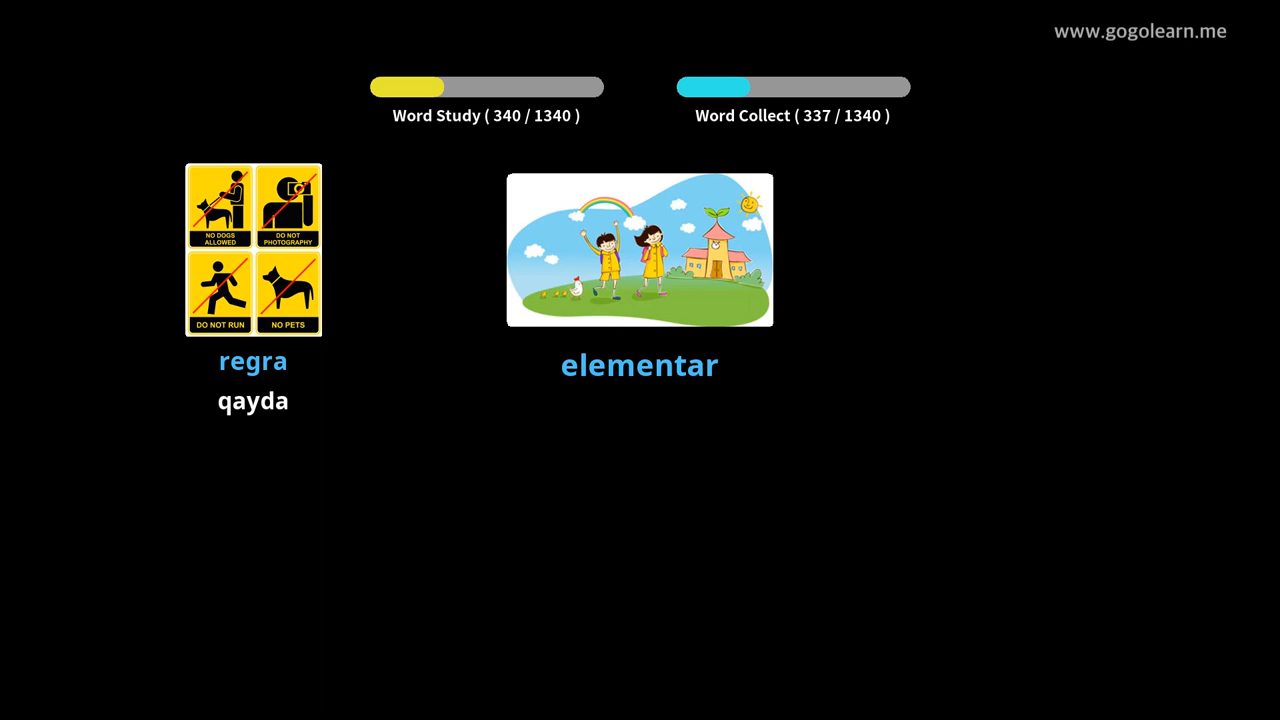 www.gogolearn.me
Word Study ( 340 / 1340 )
Word Collect ( 337 / 1340 )
NO DOGS
ALLOWED
DO NOT
PHOTOGRAPHY
DO NOT RUN
NO PETS
regra
qayda
elementar